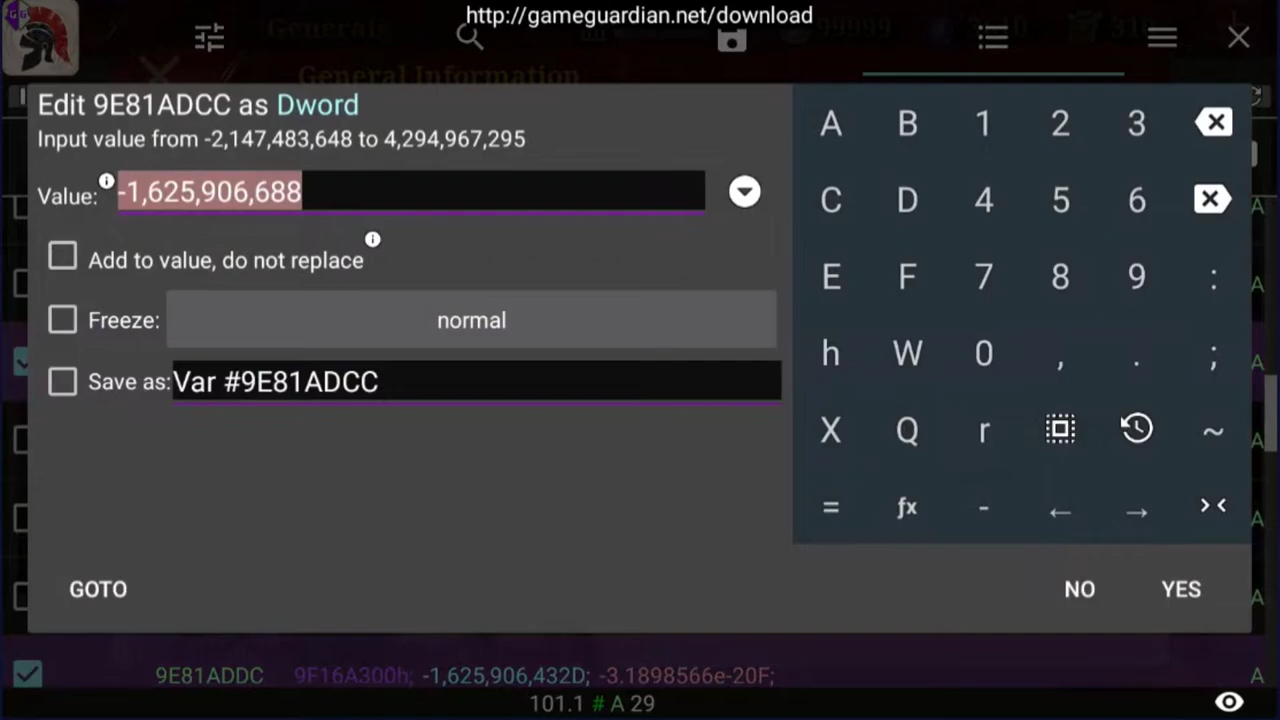 http://gameguardian.net/download
General Information
Edit 9E81ADCC as Dword
Input value from -2,147,483,648 to 4,294,967,295
Value: -1,625,906,688
Add to value, do not replace
Freeze: normal
Save as: Var #9E81ADCC
A B 1 2 3
C D 4 5 6
E F 7 8 9 :
h W 0 , . ;
X Q r ~
= ƒx - ← → ><
GOTO NO YES
9E81ADDC 9F16A300h; -1,625,906,432D; -3.1898566e-20F; A
101.1 # A 29